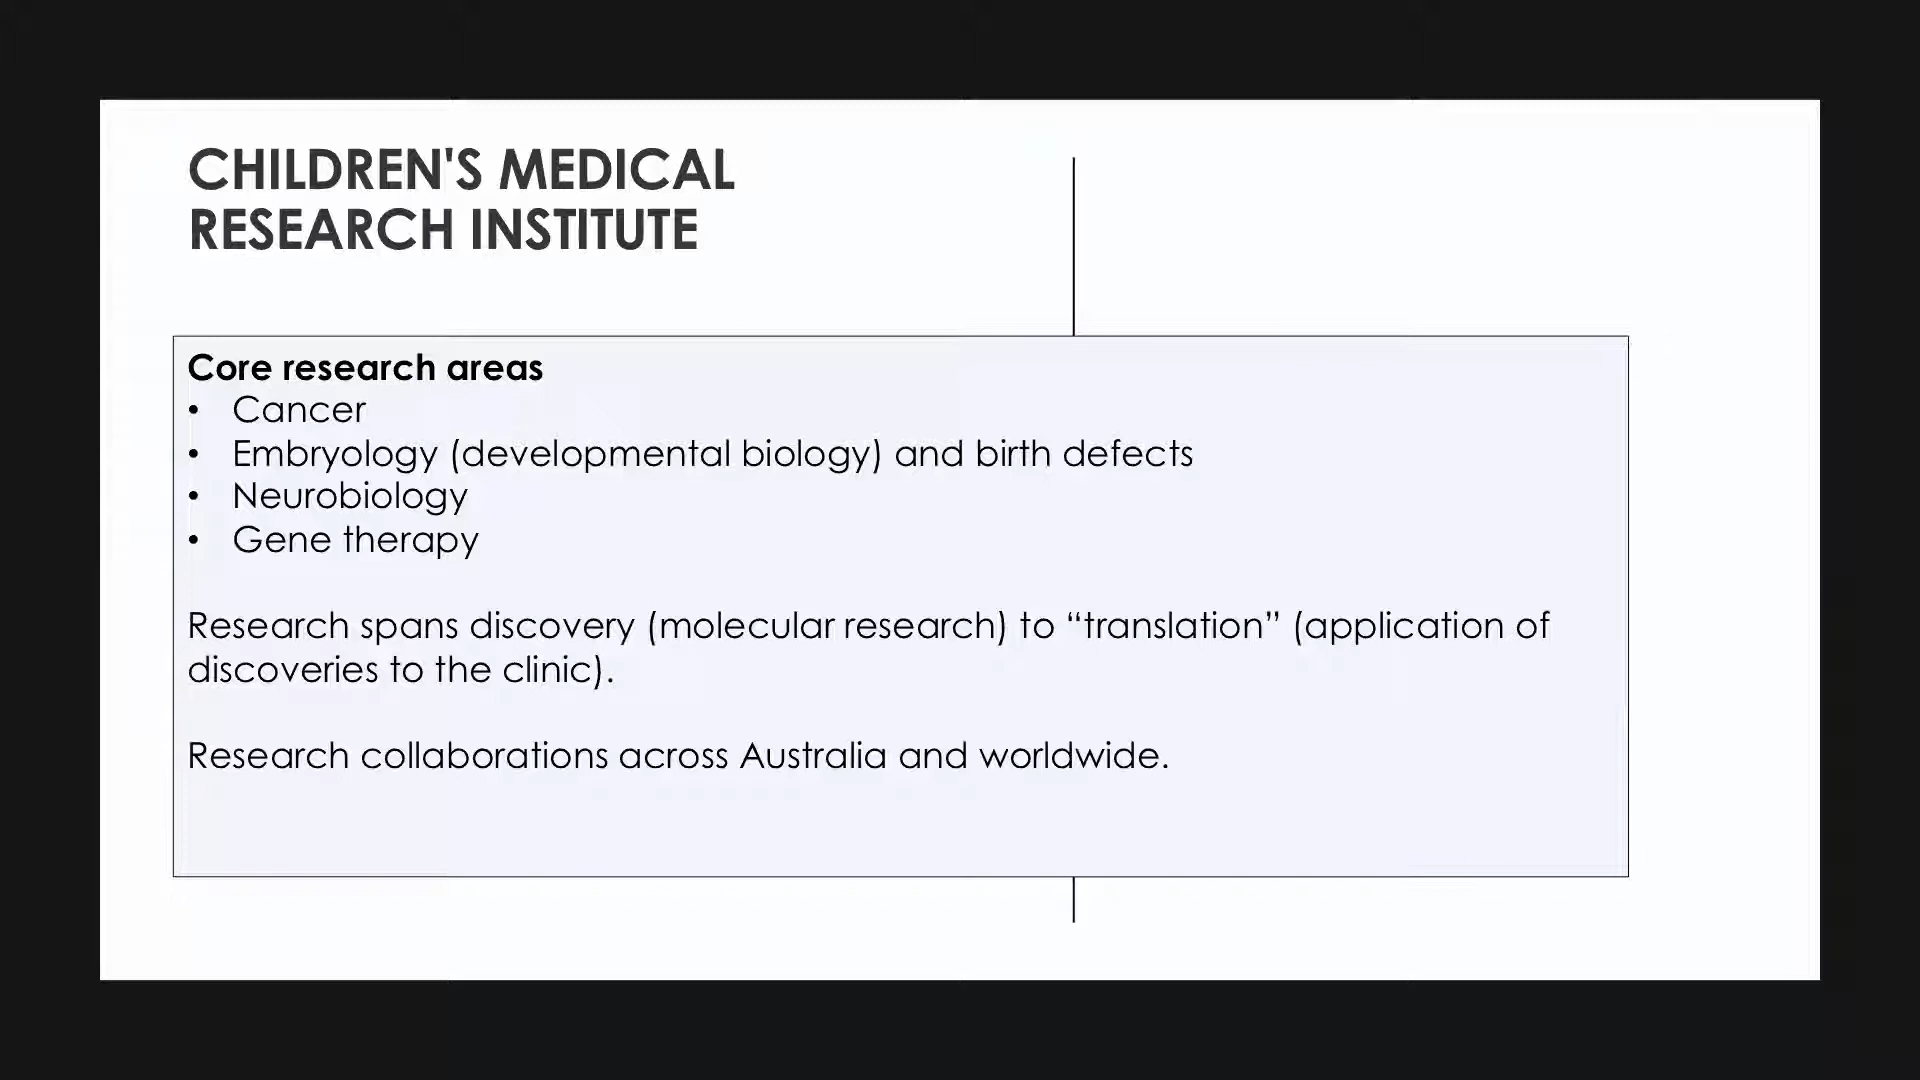 CHILDREN'S MEDICAL
RESEARCH INSTITUTE
Core research areas
• Cancer
• Embryology (developmental biology) and birth defects
• Neurobiology
• Gene therapy
Research spans discovery (molecular research) to “translation” (application of
discoveries to the clinic).
Research collaborations across Australia and worldwide.